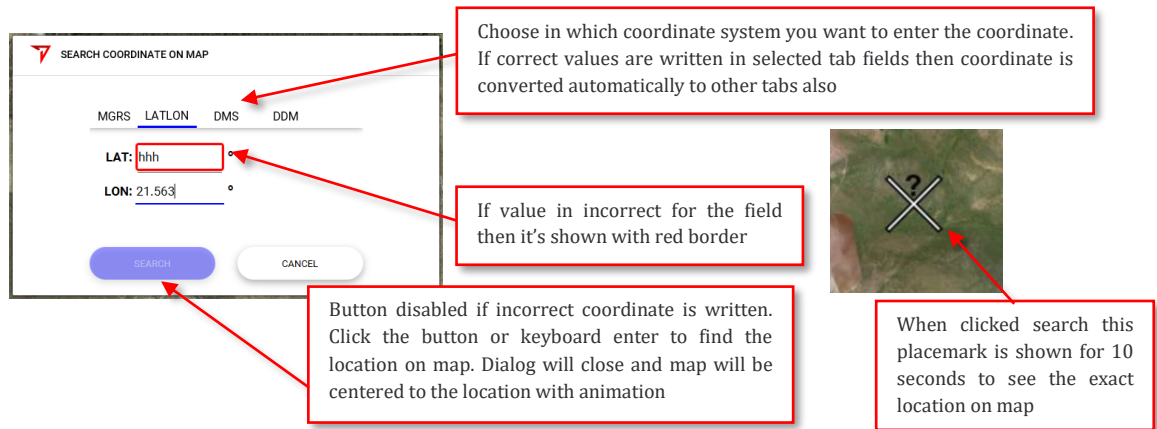 Choose in which coordinate system you want to enter the coordinate.
If correct values are written in selected tab fields then coordinate is
converted automatically to other tabs also
SEARCH COORDINATE ON MAP
MGRS LATLON DMS DDM
LAT: hhh °
LON: 21.563 °
SEARCH CANCEL
If value in incorrect for the field
then it's shown with red border
?
Button disabled if incorrect coordinate is written.
Click the button or keyboard enter to find the
location on map. Dialog will close and map will be
centered to the location with animation
When clicked search this
placemark is shown for 10
seconds to see the exact
location on map